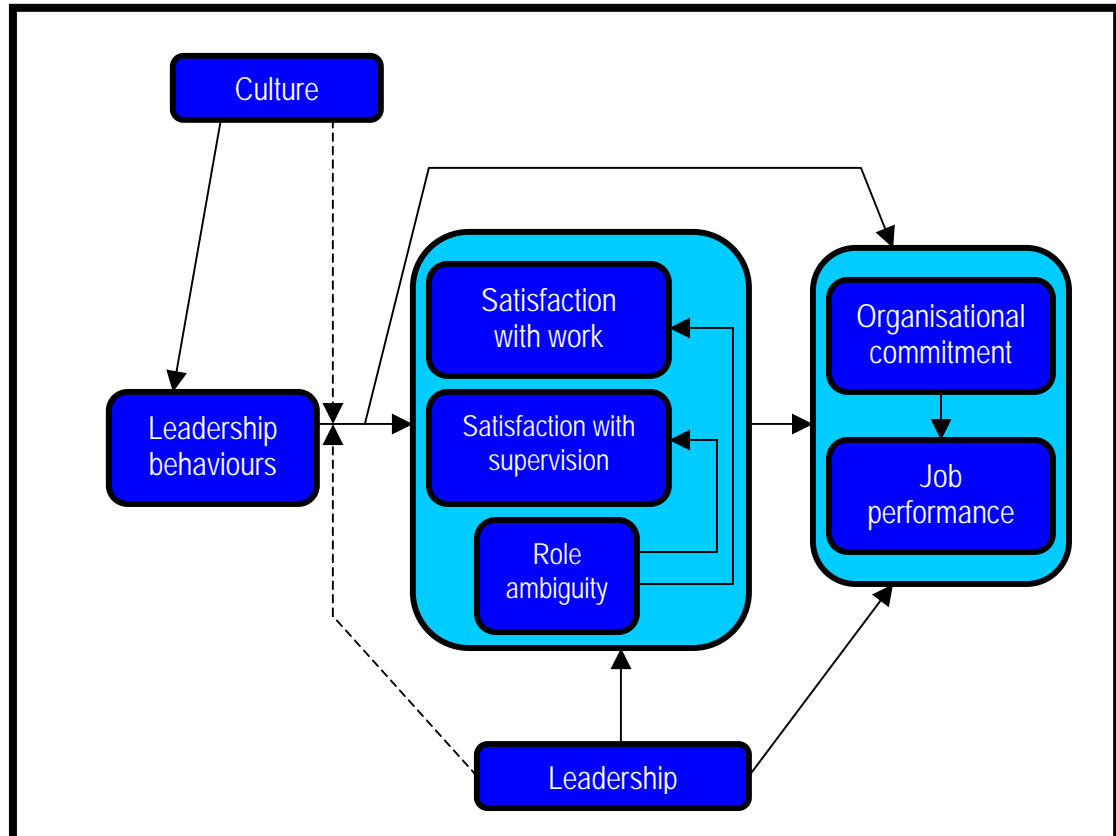 Culture
Satisfaction
with work
Organisational
commitment
Leadership
behaviours
Satisfaction with
supervision
Job
performance
Role
ambiguity
Leadership